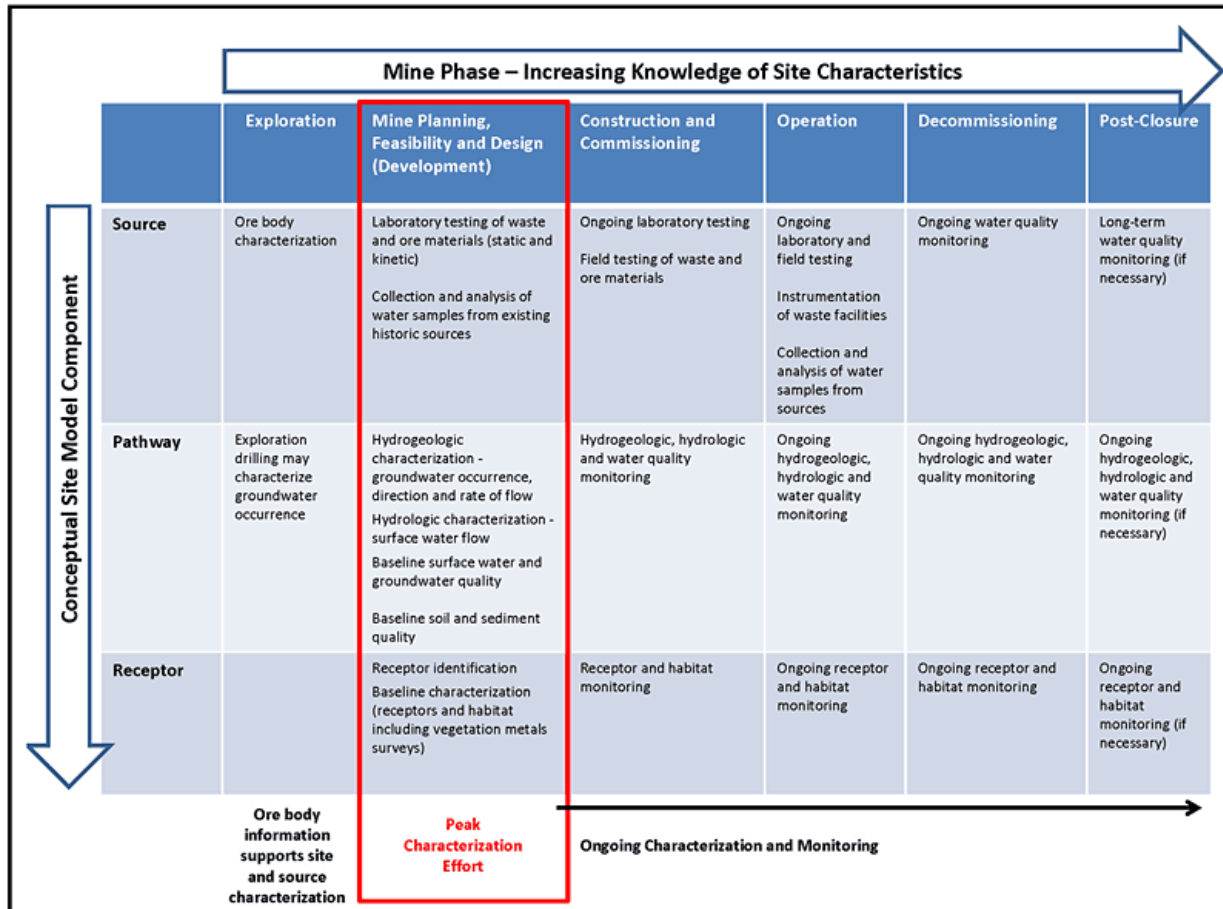 Mine Phase – Increasing Knowledge of Site Characteristics
Conceptual Site Model Component
Exploration
Mine Planning,
Feasibility and Design
(Development)
Construction and
Commissioning
Operation
Decommissioning
Post-Closure
Source
Ore body
characterization
Laboratory testing of waste
and ore materials (static and
kinetic)
Collection and analysis of
water samples from existing
historic sources
Ongoing laboratory testing
Field testing of waste and
ore materials
Ongoing
laboratory and
field testing
Instrumentation
of waste facilities
Collection and
analysis of water
samples from
sources
Ongoing water quality
monitoring
Long-term
water quality
monitoring (if
necessary)
Pathway
Exploration
drilling may
characterize
groundwater
occurrence
Hydrogeologic
characterization -
groundwater occurrence,
direction and rate of flow
Hydrologic characterization -
surface water flow
Baseline surface water and
groundwater quality
Baseline soil and sediment
quality
Hydrogeologic, hydrologic
and water quality
monitoring
Ongoing
hydrogeologic,
hydrologic and
water quality
monitoring
Ongoing hydrogeologic,
hydrologic and water
quality monitoring
Ongoing
hydrogeologic,
hydrologic and
water quality
monitoring (if
necessary)
Receptor
Receptor identification
Baseline characterization
(receptors and habitat
including vegetation metals
surveys)
Receptor and habitat
monitoring
Ongoing receptor
and habitat
monitoring
Ongoing receptor and
habitat monitoring
Ongoing
receptor and
habitat
monitoring (if
necessary)
Ore body
information
supports site
and source
characterization
Peak
Characterization
Effort
Ongoing Characterization and Monitoring